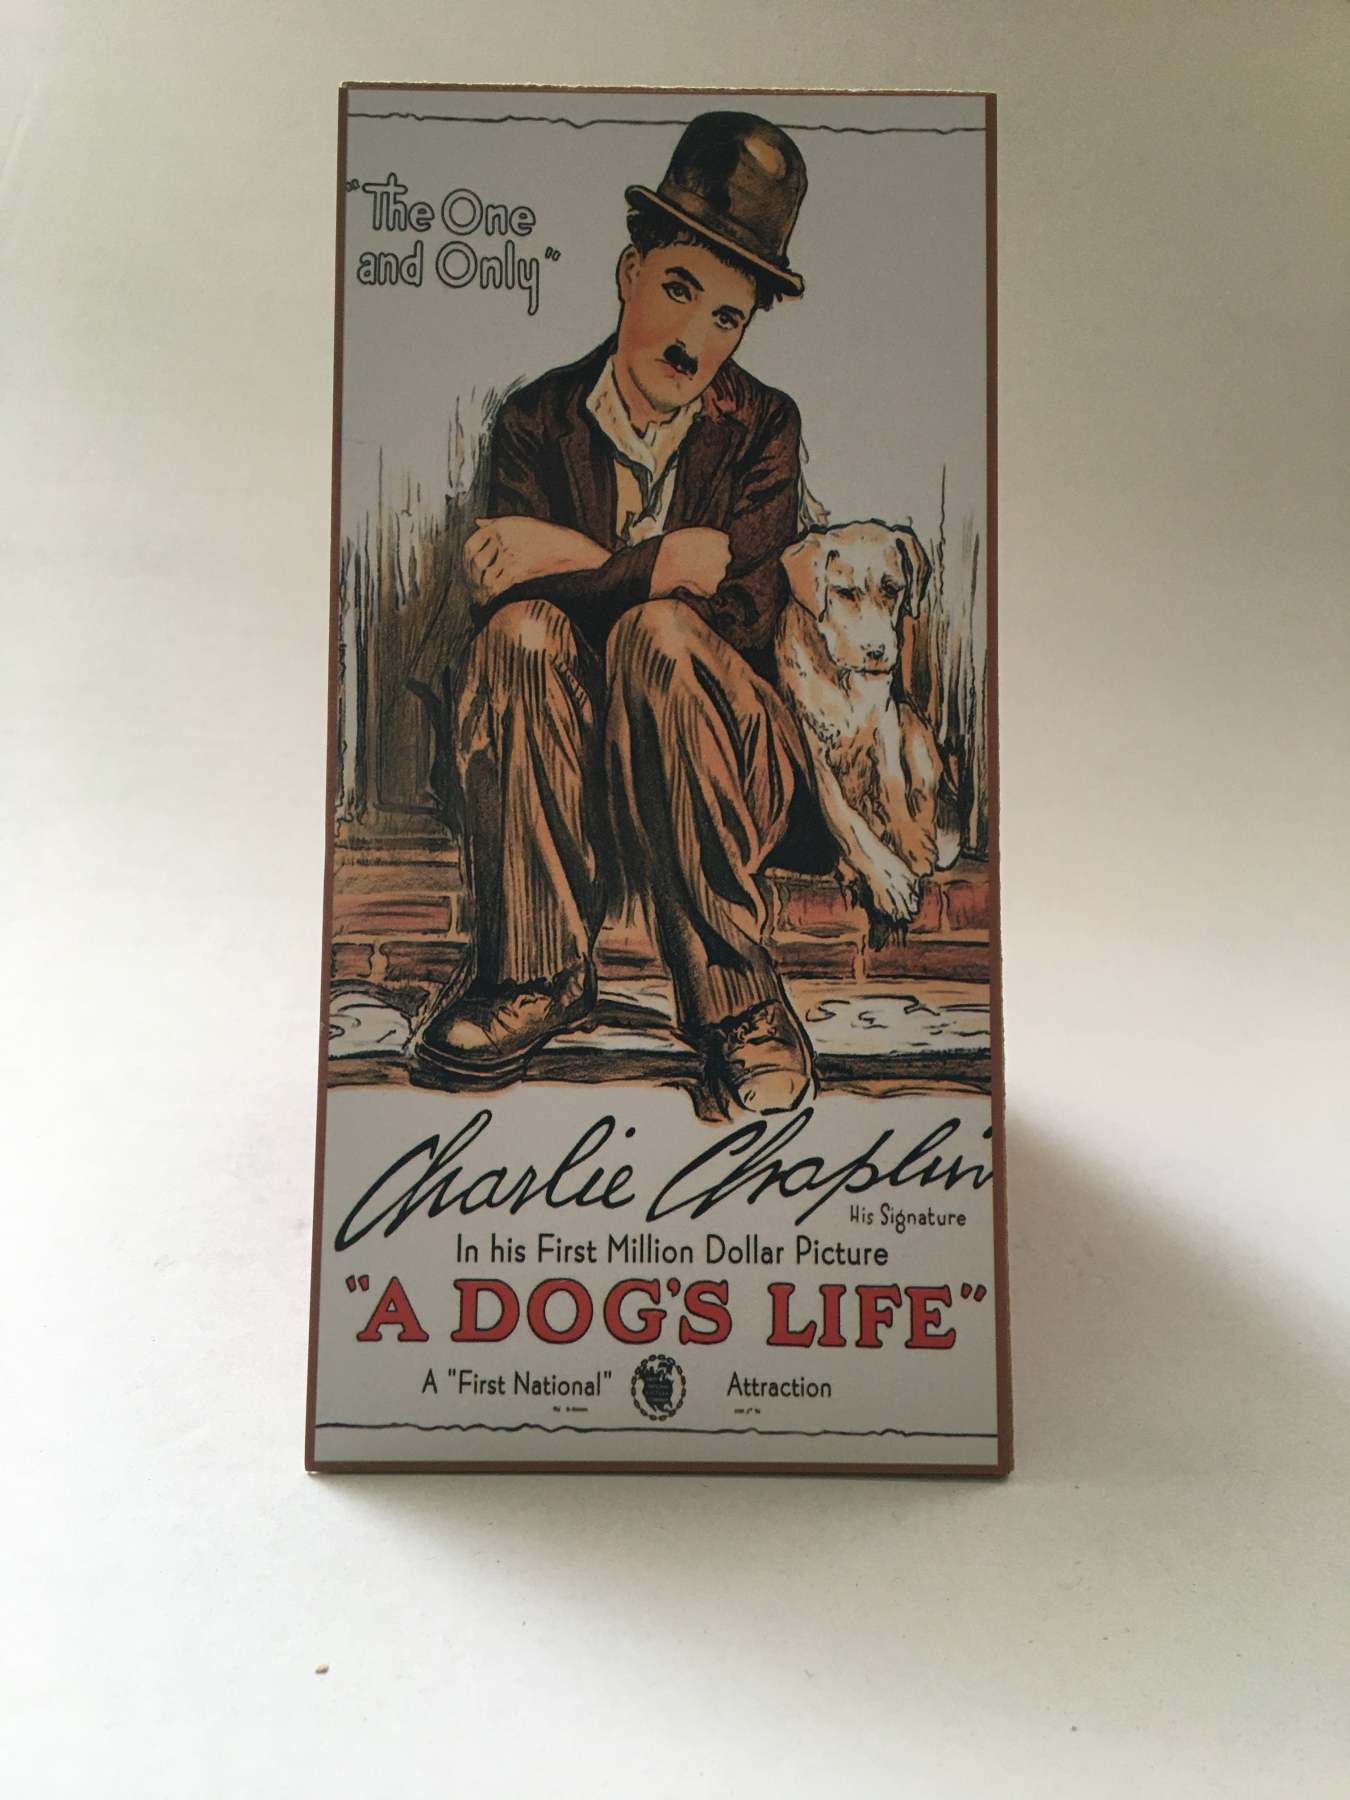 "The One
and Only"
Charlie Chaplin
His Signature
In his First Million Dollar Picture
"A DOG'S LIFE"
A "First National" Attraction